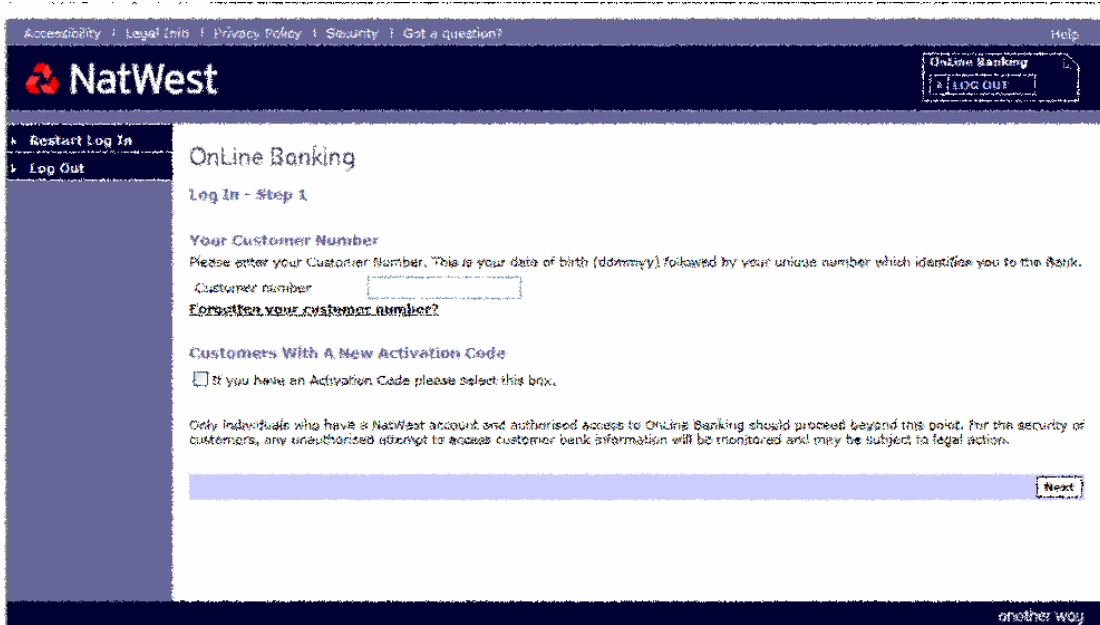 Accessibility | Legal Info | Privacy Policy | Security | Got a question? Help
NatWest
OnLine Banking
LOG OUT
Restart Log In
Log Out
OnLine Banking
Log In - Step 1
Your Customer Number
Please enter your Customer Number. This is your date of birth (ddmmyy) followed by your unique number which identifies you to the Bank.
Customer number
Forgotten your customer number?
Customers With A New Activation Code
If you have an Activation Code please select this box.
Only individuals who have a NatWest account and authorised access to OnLine Banking should proceed beyond this point. For the security of
customers, any unauthorised attempt to access customer bank information will be monitored and may be subject to legal action.
Next
another way